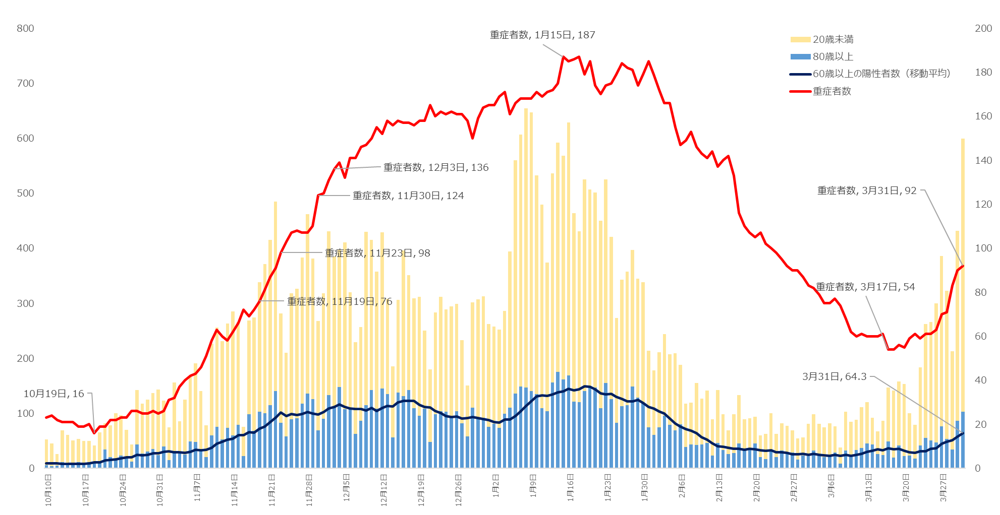 800
700
600
500
400
300
200
100
0
200
180
160
140
120
100
80
60
40
20
0
20歳未満
80歳以上
60歳以上の陽性者数（移動平均）
重症者数
重症者数, 1月15日, 187
重症者数, 12月3日, 136
重症者数, 11月30日, 124
重症者数, 3月31日, 92
重症者数, 11月23日, 98
重症者数, 3月17日, 54
重症者数, 11月19日, 76
3月31日, 64.3
10月19日, 16
10月10日
10月17日
10月24日
10月31日
11月7日
11月14日
11月21日
11月28日
12月5日
12月12日
12月19日
12月26日
1月2日
1月9日
1月16日
1月23日
1月30日
2月6日
2月13日
2月20日
2月27日
3月6日
3月13日
3月20日
3月27日